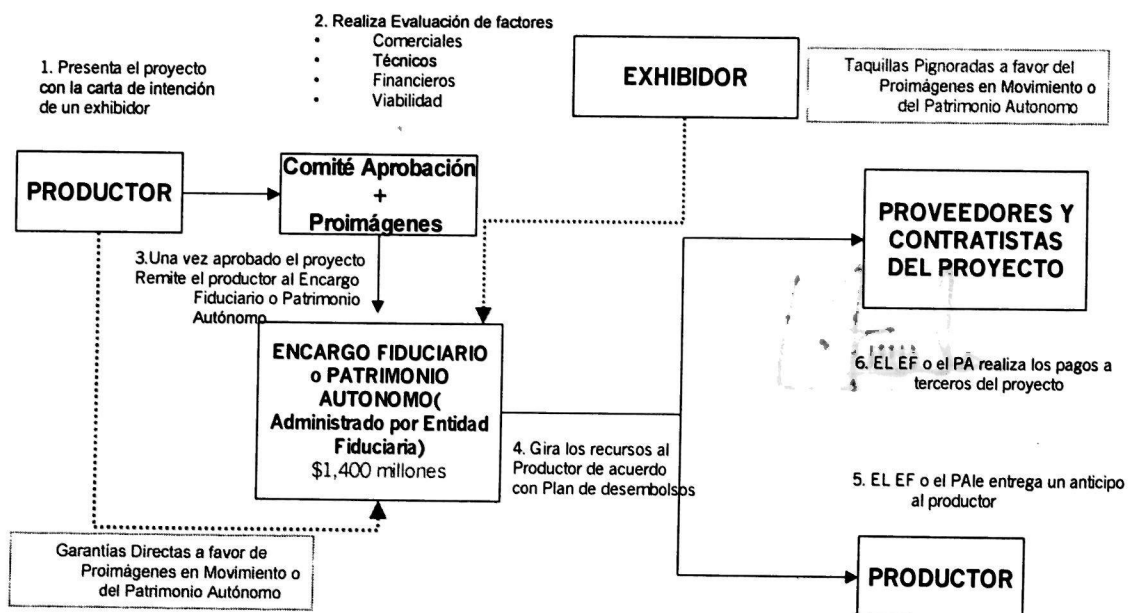 2. Realiza Evaluación de factores
• Comerciales
• Técnicos
• Financieros
• Viabilidad
1. Presenta el proyecto
con la carta de intención
de un exhibidor
EXHIBIDOR
Taquillas Pignoradas a favor del
Proimágenes en Movimiento o
del Patrimonio Autonomo
PRODUCTOR
Comité Aprobación
+
Proimágenes
PROVEEDORES Y
CONTRATISTAS
DEL PROYECTO
3.Una vez aprobado el proyecto
Remite el productor al Encargo
Fiduciario o Patrimonio
Autónomo
ENCARGO FIDUCIARIO
o PATRIMONIO
AUTONOMO(
Administrado por Entidad
Fiduciaria)
$1,400 millones
6. EL EF o el PA realiza los pagos a
terceros del proyecto
4. Gira los recursos al
Productor de acuerdo
con Plan de desembolsos
5. EL EF o el PAle entrega un anticipo
al productor
Garantías Directas a favor de
Proimágenes en Movimiento o
del Patrimonio Autónomo
PRODUCTOR